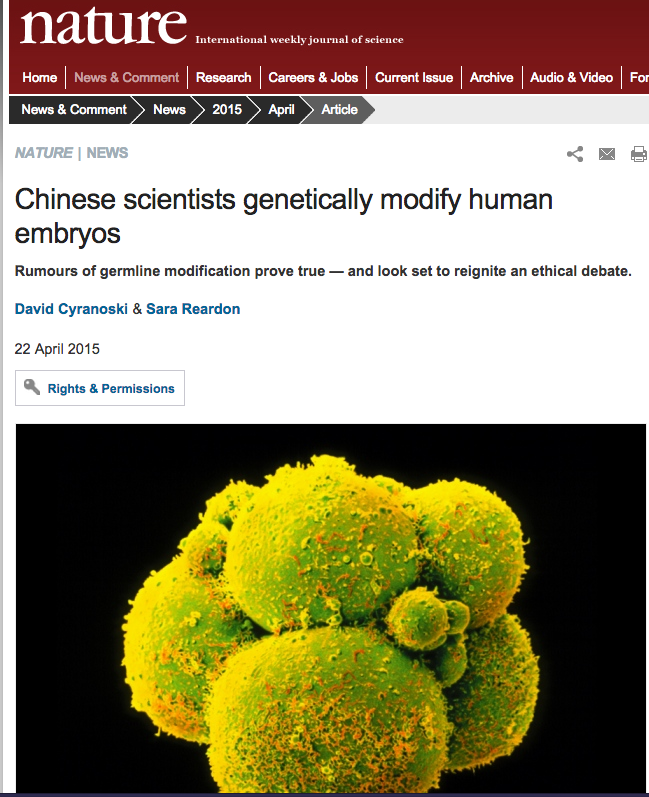 nature International weekly journal of science
Home News & Comment Research Careers & Jobs Current Issue Archive Audio & Video For
News & Comment News 2015 April Article
NATURE | NEWS
Chinese scientists genetically modify human
embryos
Rumours of germline modification prove true — and look set to reignite an ethical debate.
David Cyranoski & Sara Reardon
22 April 2015
Rights & Permissions